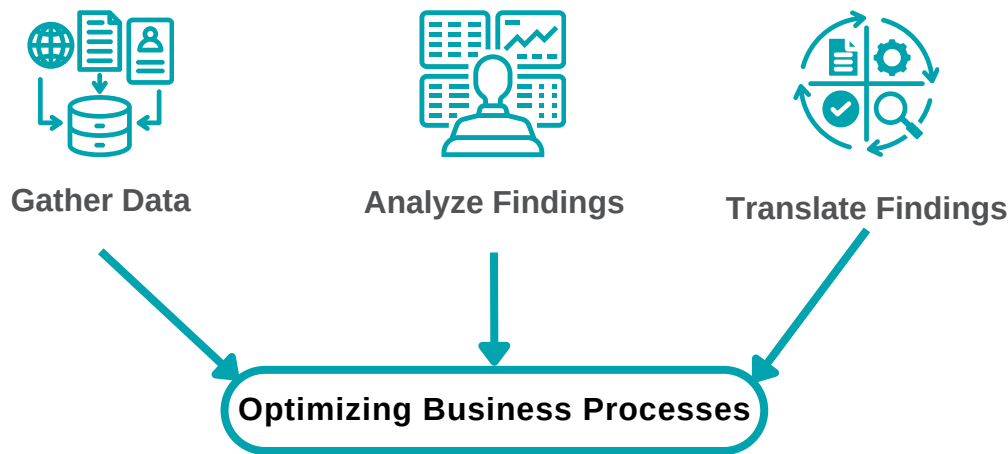 Gather Data
Analyze Findings
Translate Findings
Optimizing Business Processes